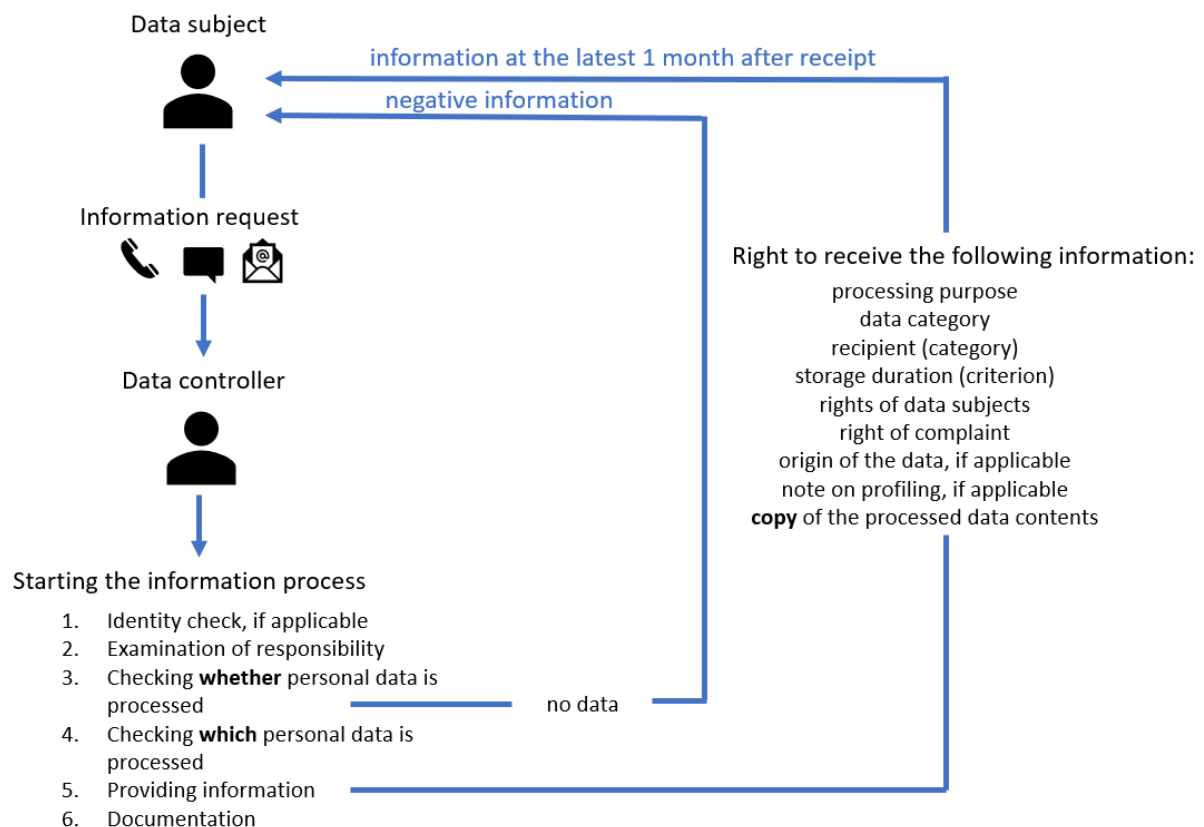 Data subject
information at the latest 1 month after receipt
negative information
Information request
@
Data controller
Right to receive the following information:
processing purpose
data category
recipient (category)
storage duration (criterion)
rights of data subjects
right of complaint
origin of the data, if applicable
note on profiling, if applicable
copy of the processed data contents
Starting the information process
1. Identity check, if applicable
2. Examination of responsibility
3. Checking whether personal data is
processed
no data
4. Checking which personal data is
processed
5. Providing information
6. Documentation